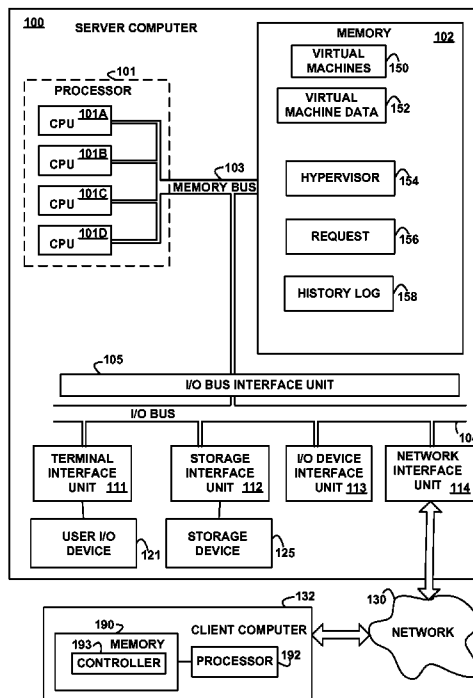 100
SERVER COMPUTER
101
PROCESSOR
CPU 101A
CPU 101B
CPU 101C
CPU 101D
103
MEMORY BUS
MEMORY
102
VIRTUAL
MACHINES
150
VIRTUAL
MACHINE DATA
152
HYPERVISOR
154
REQUEST
156
HISTORY LOG
158
105
I/O BUS INTERFACE UNIT
I/O BUS
TERMINAL
INTERFACE
UNIT 111
STORAGE
INTERFACE
UNIT 112
I/O DEVICE
INTERFACE
UNIT 113
NETWORK
INTERFACE
UNIT 114
USER I/O
DEVICE
121
STORAGE
DEVICE
125
132
190
CLIENT COMPUTER
193 MEMORY
CONTROLLER
PROCESSOR
192
130
NETWORK